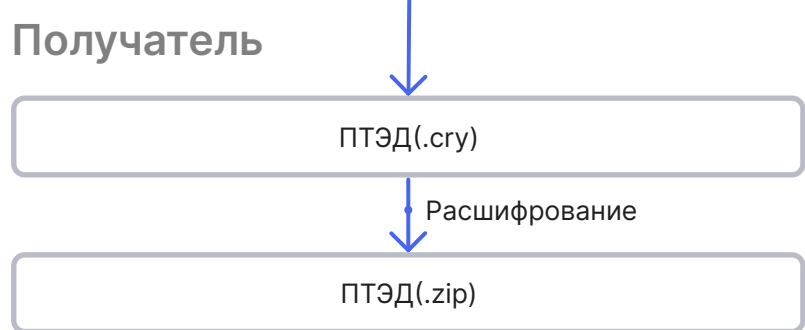 Получатель
ПТЭД(.cry)
Расшифрование
ПТЭД(.zip)